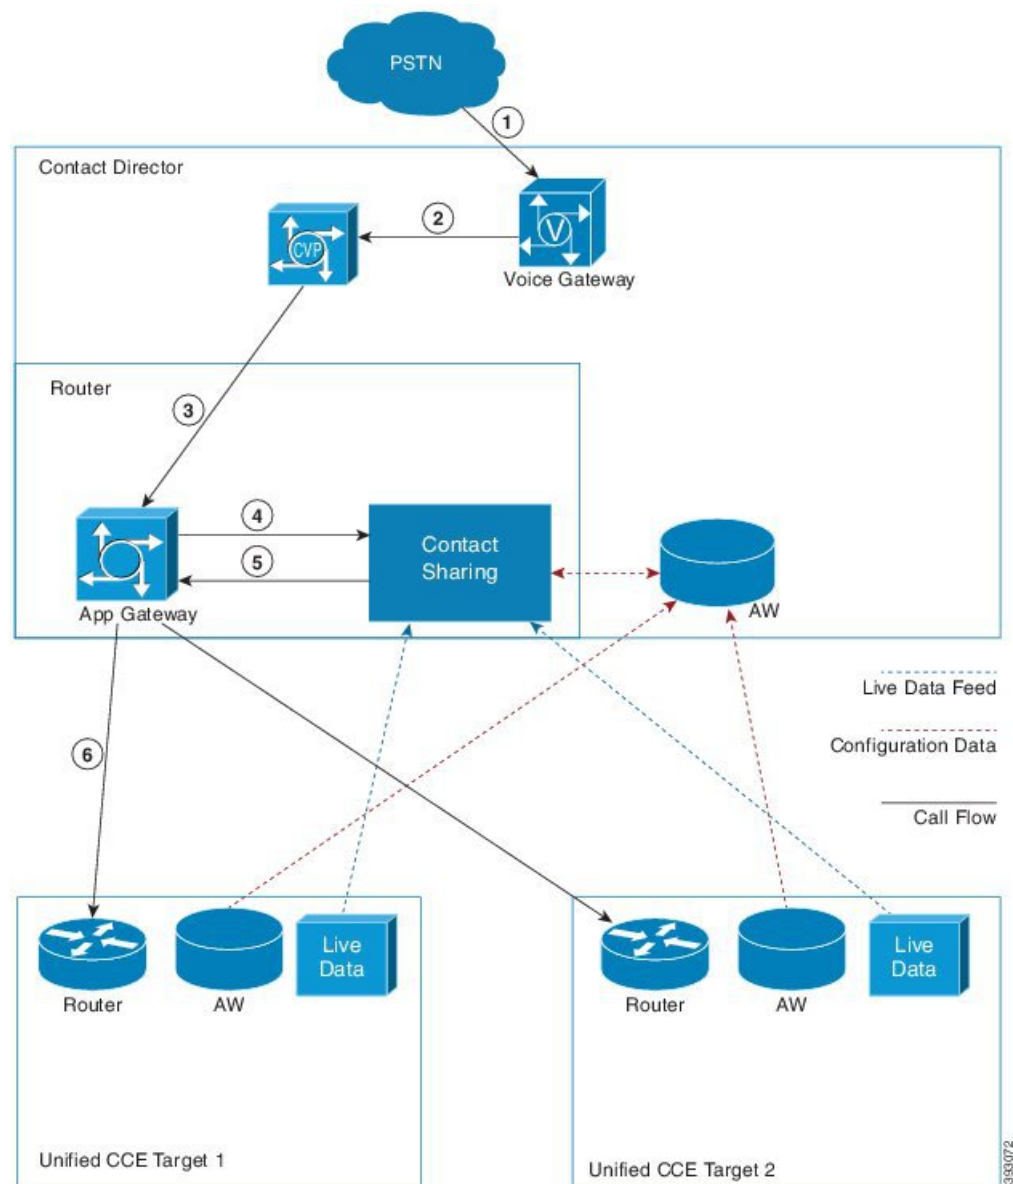 PSTN
1
Contact Director
2
CVP
V
Voice Gateway
Router
3
4
5
Contact
Sharing
App Gateway
AW
Live Data Feed
6
Configuration Data
Call Flow
Live
Data
Router
AW
Live
Data
Router
AW
Unified CCE Target 1
Unified CCE Target 2
393072